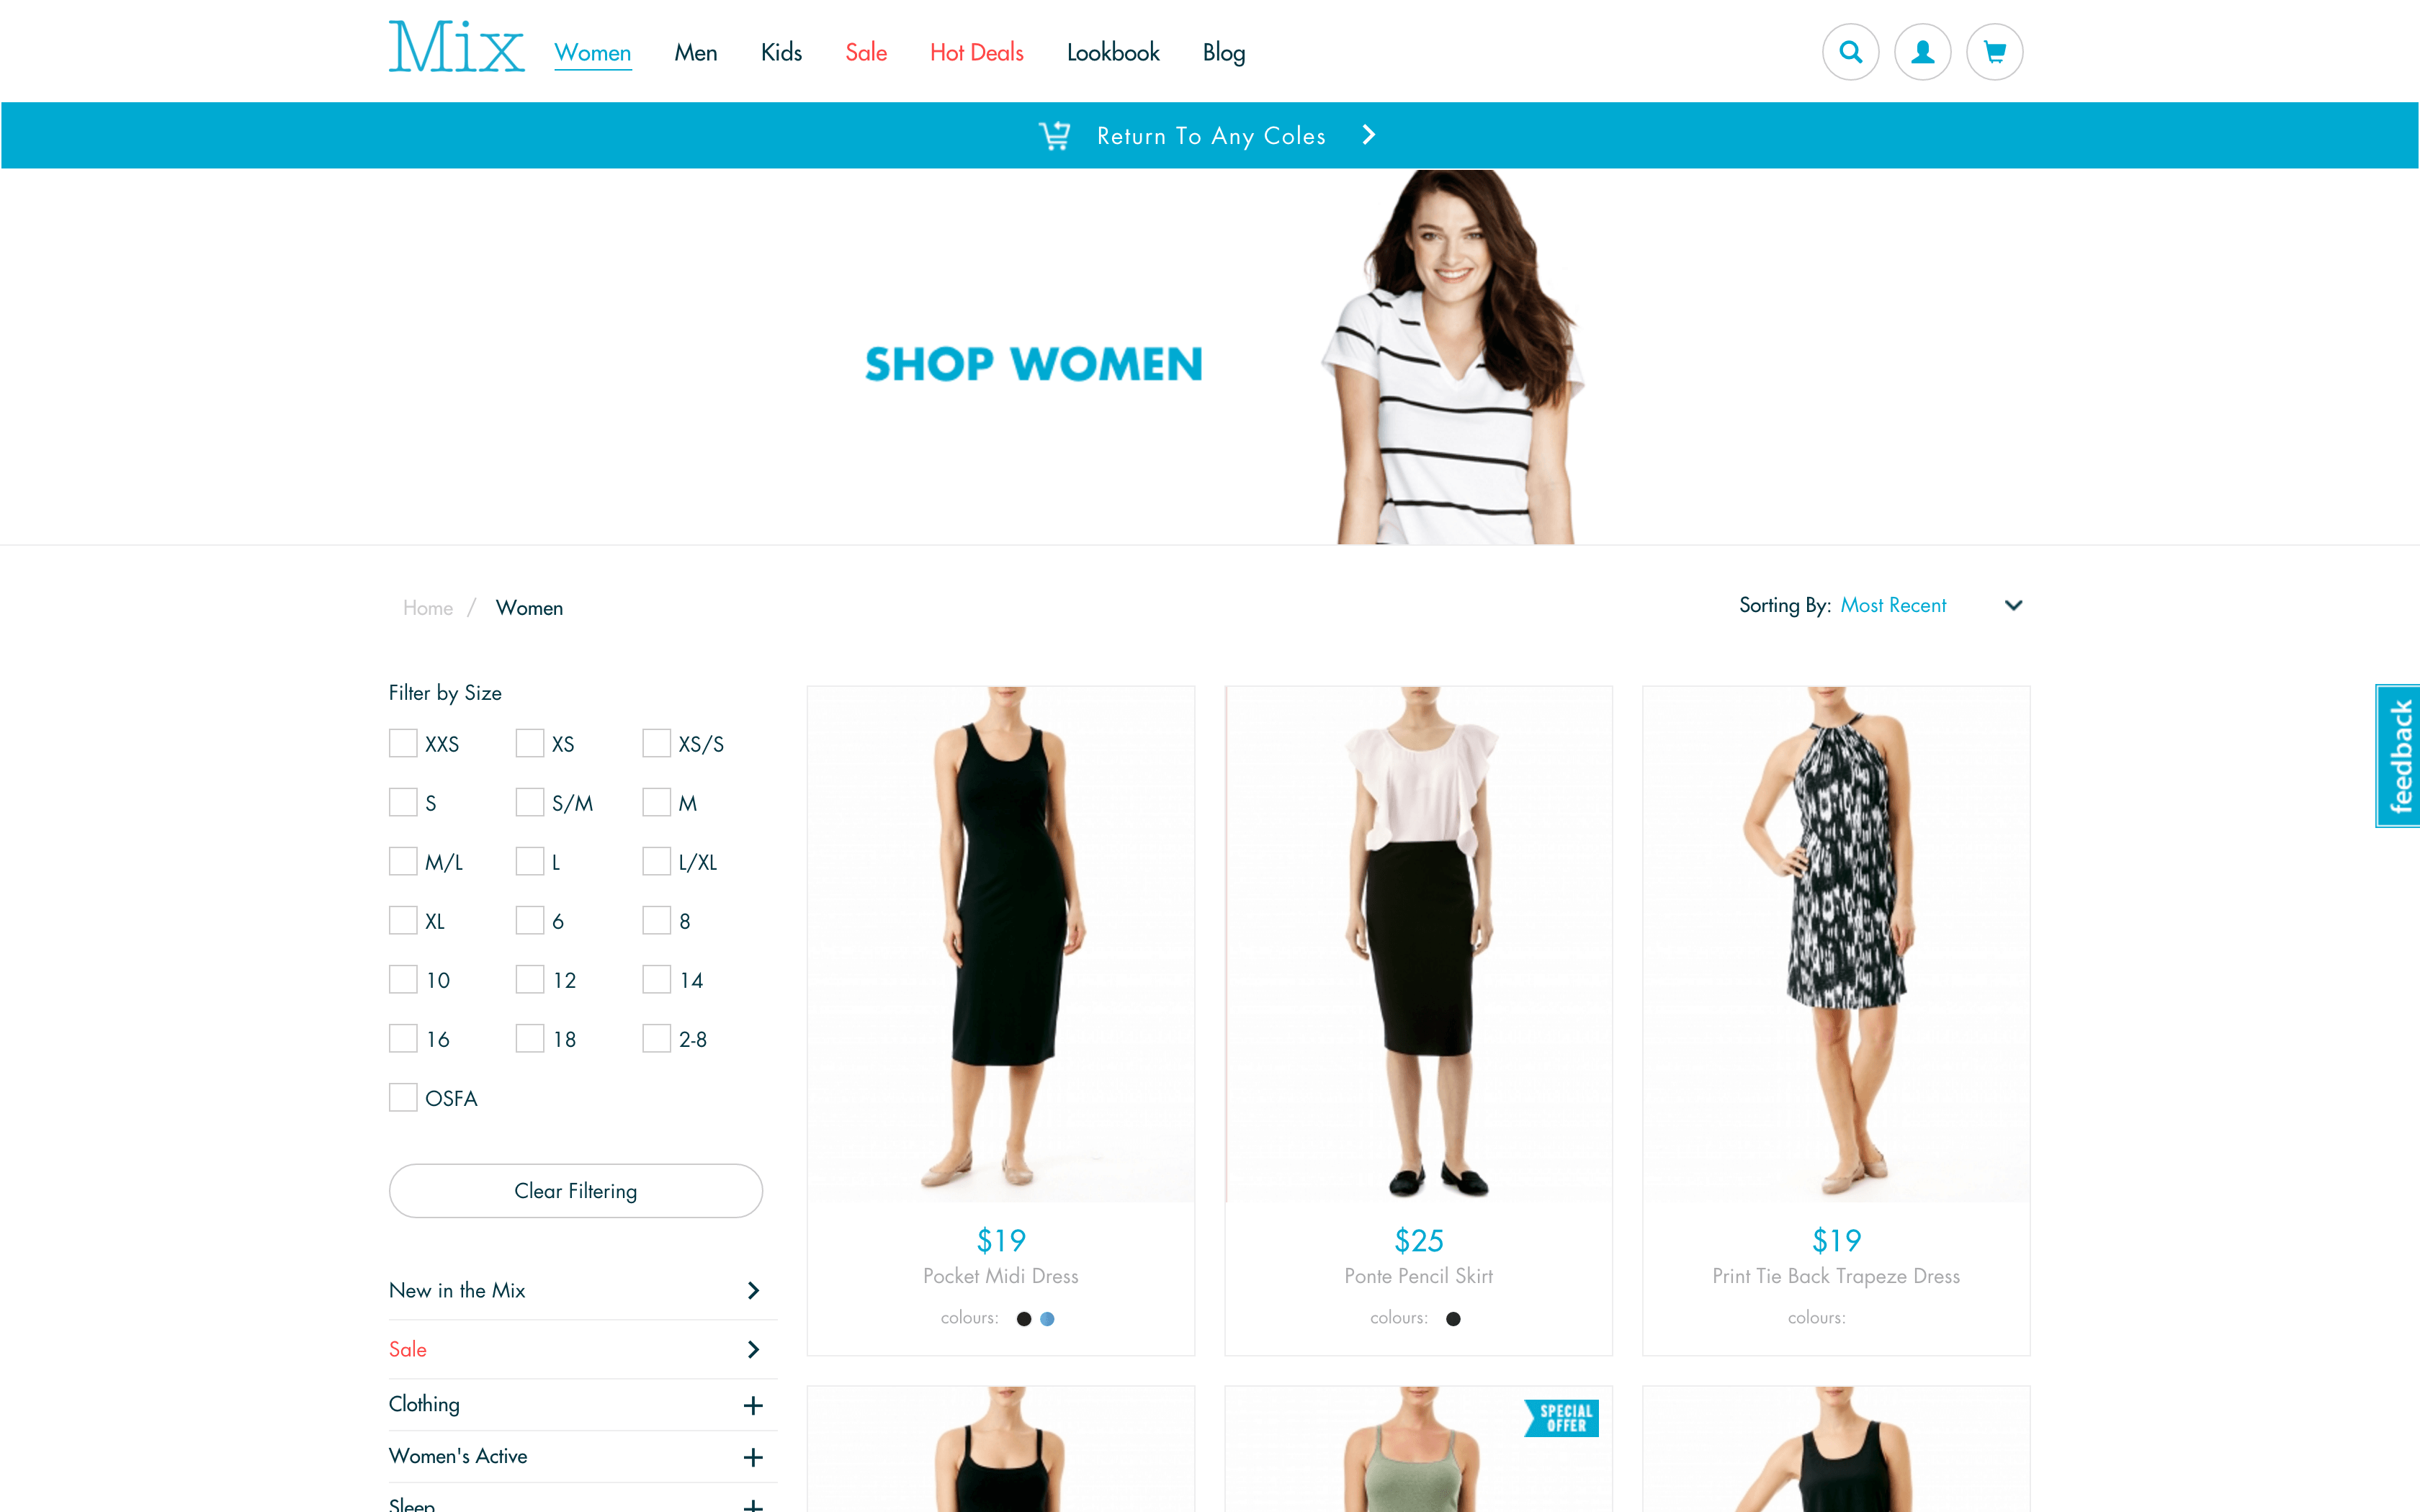 Mix Women Men Kids Sale Hot Deals Lookbook Blog
Return To Any Coles
SHOP WOMEN
Home / Women
Sorting By: Most Recent
feedback
Filter by Size
XXS XS XS/S
S S/M M
M/L L L/XL
XL 6 8
10 12 14
16 18 2-8
OSFA
Clear Filtering
New in the Mix
Sale
Clothing
Women's Active
Sleep
$19
Pocket Midi Dress
colours:
$25
Ponte Pencil Skirt
colours:
$19
Print Tie Back Trapeze Dress
colours:
SPECIAL
OFFER